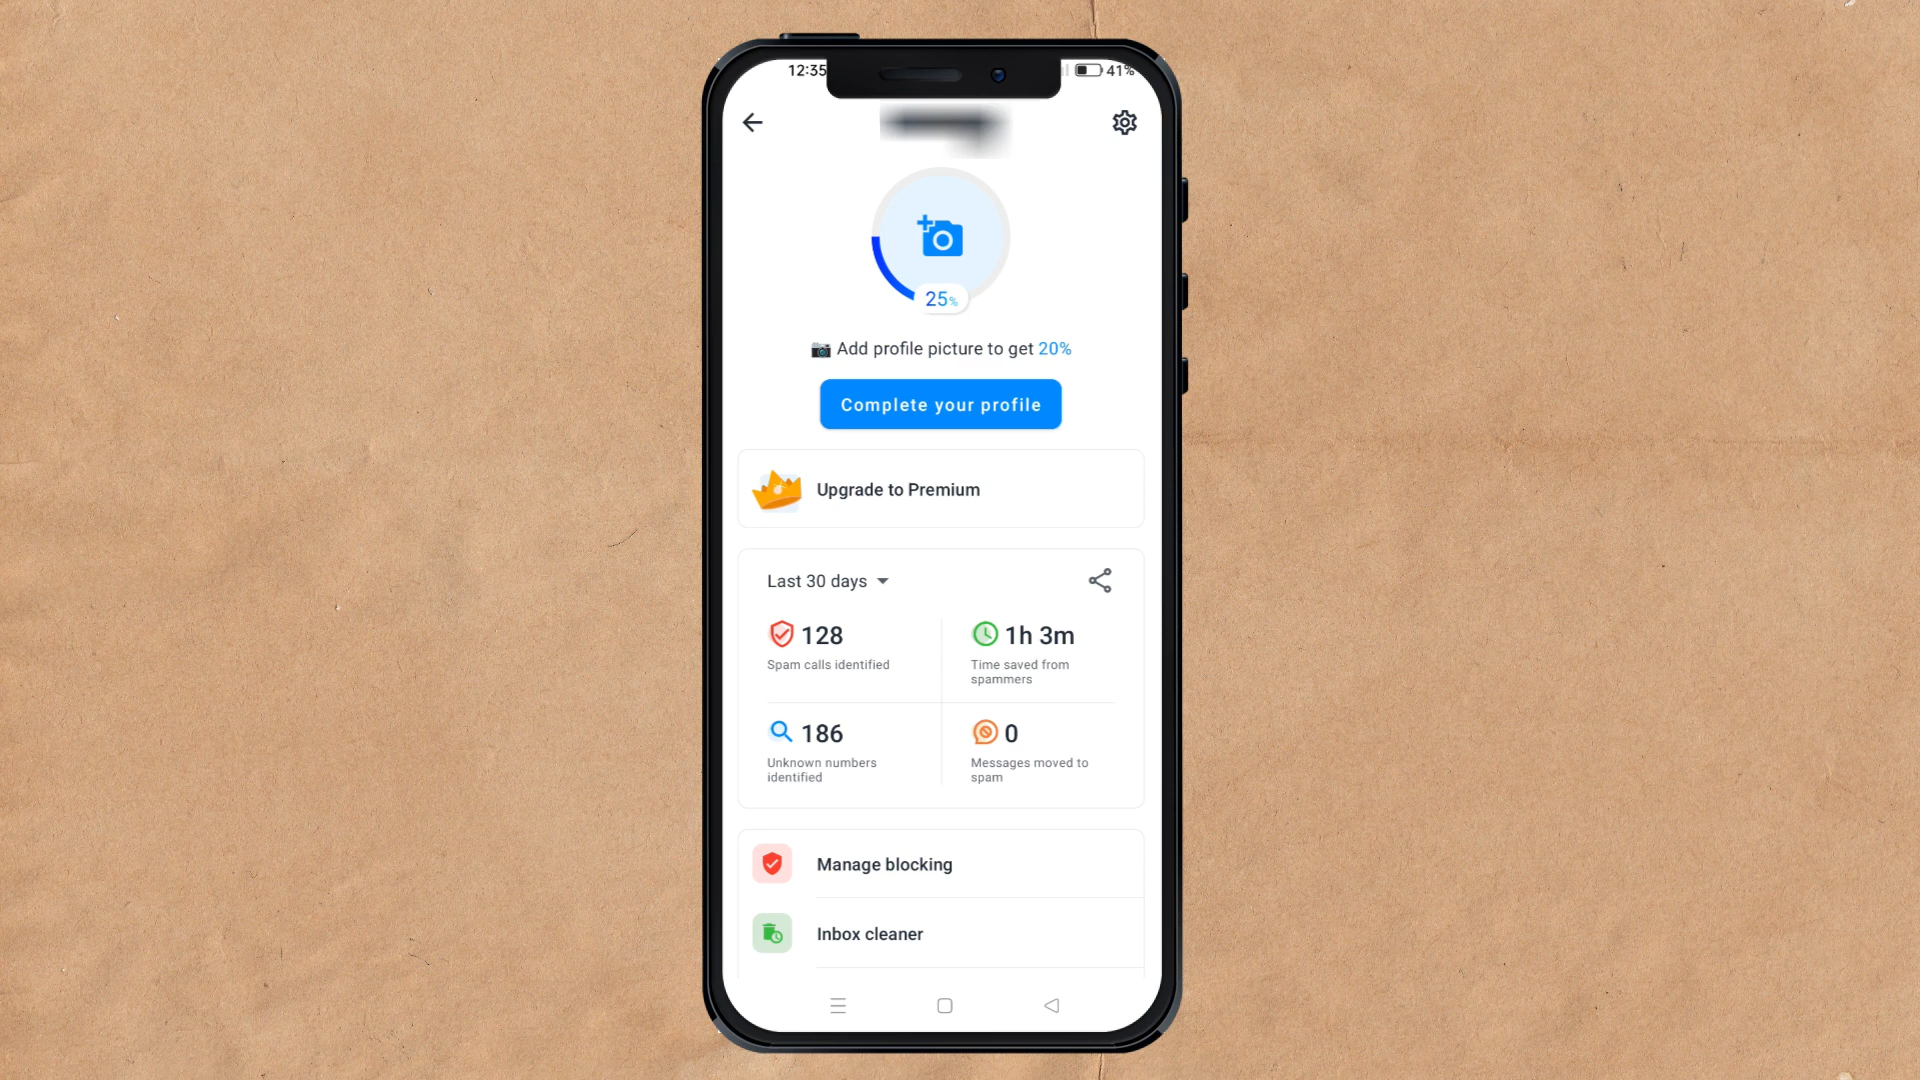 12:35
41%
25%
Add profile picture to get 20%
Complete your profile
Upgrade to Premium
Last 30 days
128
Spam calls identified
1h 3m
Time saved from
spammers
186
Unknown numbers
identified
0
Messages moved to
spam
Manage blocking
Inbox cleaner